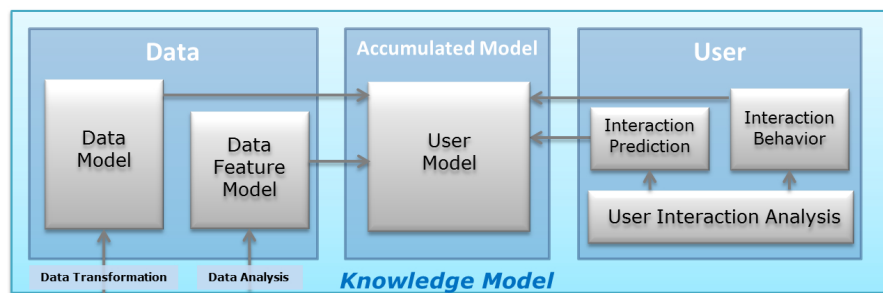 Data
Accumulated Model
User
Data
Model
Data
Feature
Model
User
Model
Interaction
Prediction
Interaction
Behavior
User Interaction Analysis
Data Transformation
Data Analysis
Knowledge Model